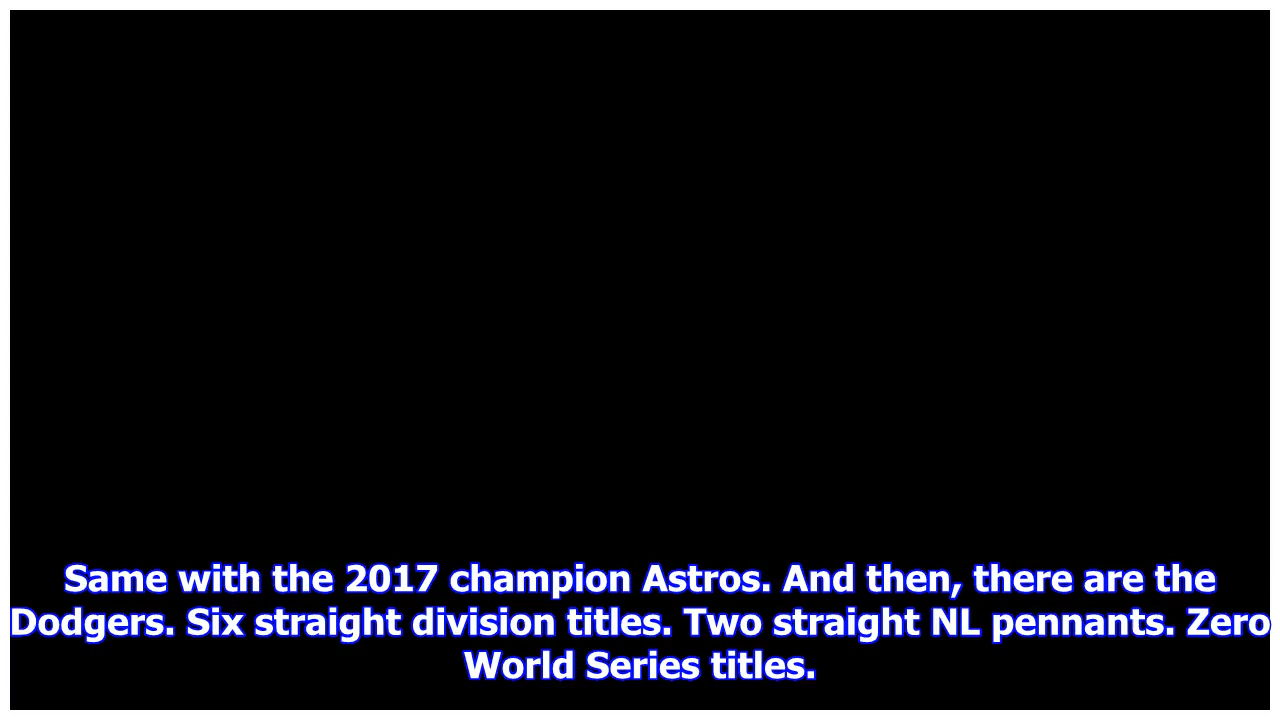 Same with the 2017 champion Astros. And then, there are the
Dodgers. Six straight division titles. Two straight NL pennants. Zero
World Series titles.